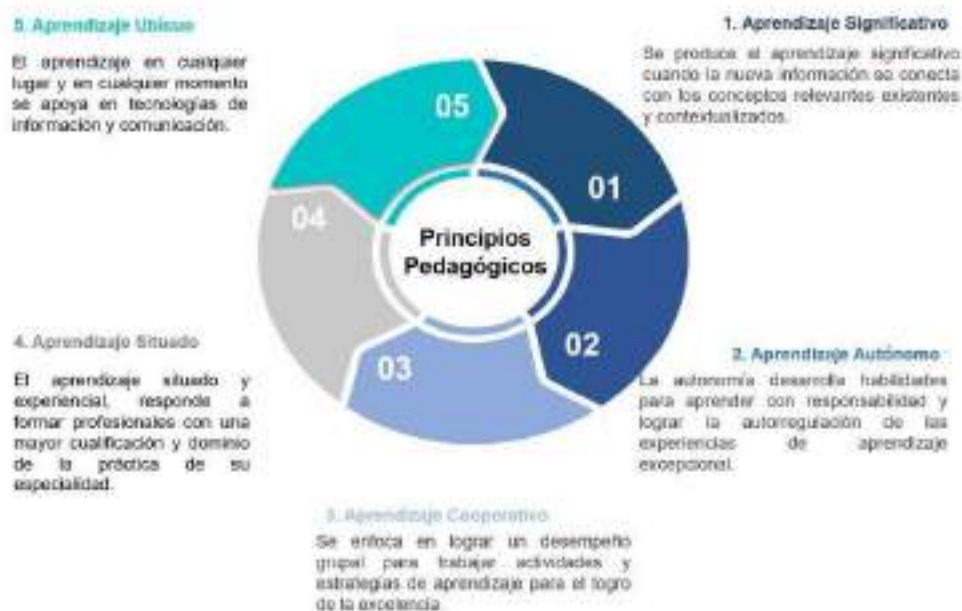 5. Aprendizaje Ubicuo
El aprendizaje en cualquier
lugar y en cualquier momento
se apoya en tecnologías de
información y comunicación.
1. Aprendizaje Significativo
Se produce el aprendizaje significativo
cuando la nueva información se conecta
con los conceptos relevantes existentes
y contextualizados.
05
01
04
Principios
Pedagógicos
02
03
4. Aprendizaje Situado
El aprendizaje situado y
experiencial, responde a
formar profesionales con una
mayor cualificación y dominio
de la práctica de su
especialidad.
2. Aprendizaje Autónomo
La autonomía desarrolla habilidades
para aprender con responsabilidad y
lograr la autorregulación de las
experiencias de aprendizaje
excepcional.
3. Aprendizaje Cooperativo
Se enfoca en lograr un desempeño
grupal para trabajar actividades y
estrategias de aprendizaje para el logro
de la excelencia